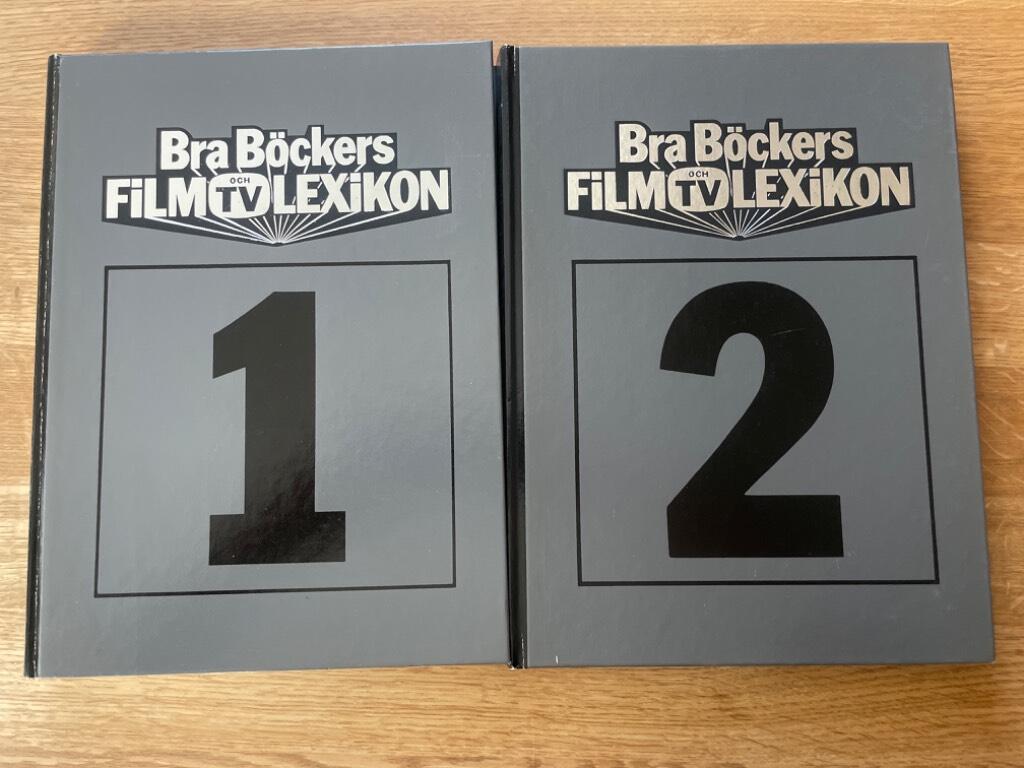 Bra Böckers
FiLM OCH TV LEXiKON
1
Bra Böckers
FiLM OCH TV LEXiKON
2